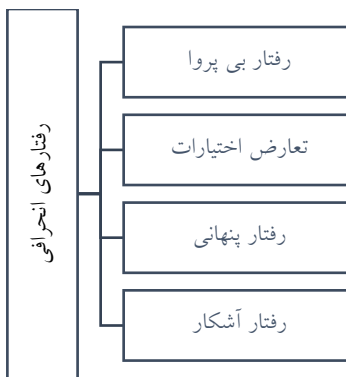 رفتارهای انحرافی
رفتار بی پروا
تعارض اختیارات
رفتار پنهانی
رفتار آشکار